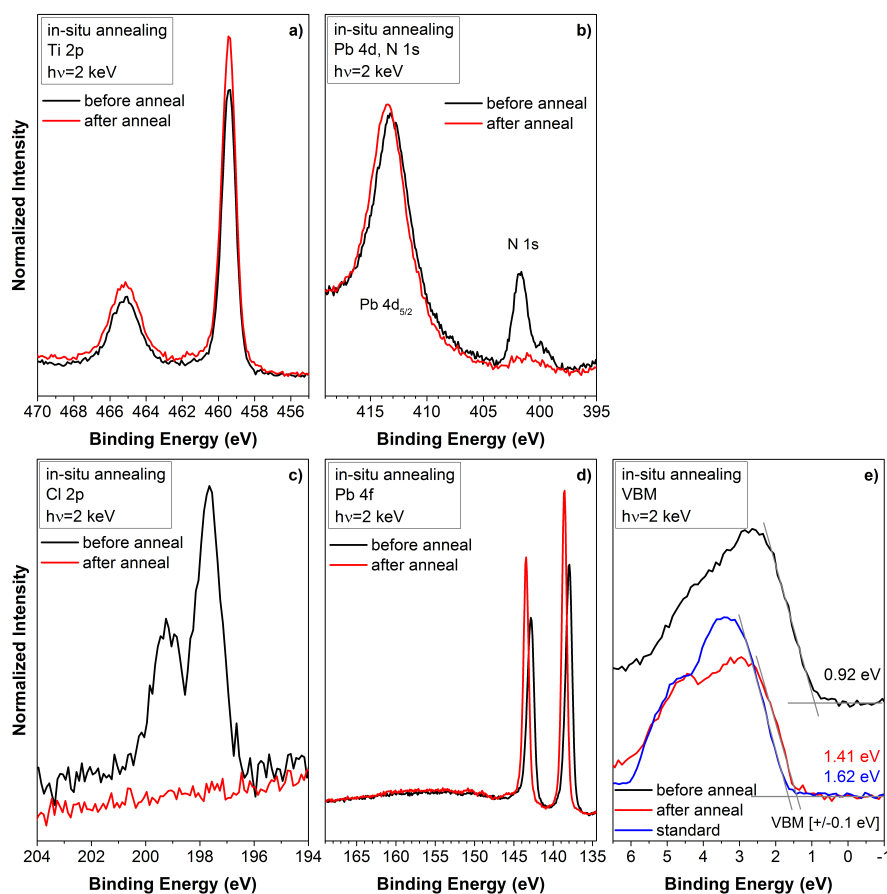 in-situ annealing
Ti 2p
hν=2 keV
a)
before anneal
after anneal
Normalized Intensity
470 468 466 464 462 460 458 456
Binding Energy (eV)
in-situ annealing
Pb 4d, N 1s
hν=2 keV
b)
before anneal
after anneal
N 1s
Pb 4d5/2
415 410 405 400 395
Binding Energy (eV)
in-situ annealing
Cl 2p
hν=2 keV
c)
before anneal
after anneal
Normalized Intensity
204 202 200 198 196 194
Binding Energy (eV)
in-situ annealing
Pb 4f
hν=2 keV
d)
before anneal
after anneal
165 160 155 150 145 140 135
Binding Energy (eV)
in-situ annealing
VBM
hν=2 keV
e)
0.92 eV
1.41 eV
1.62 eV
before anneal
after anneal
standard
VBM [+/-0.1 eV]
6 5 4 3 2 1 0 -1
Binding Energy (eV)